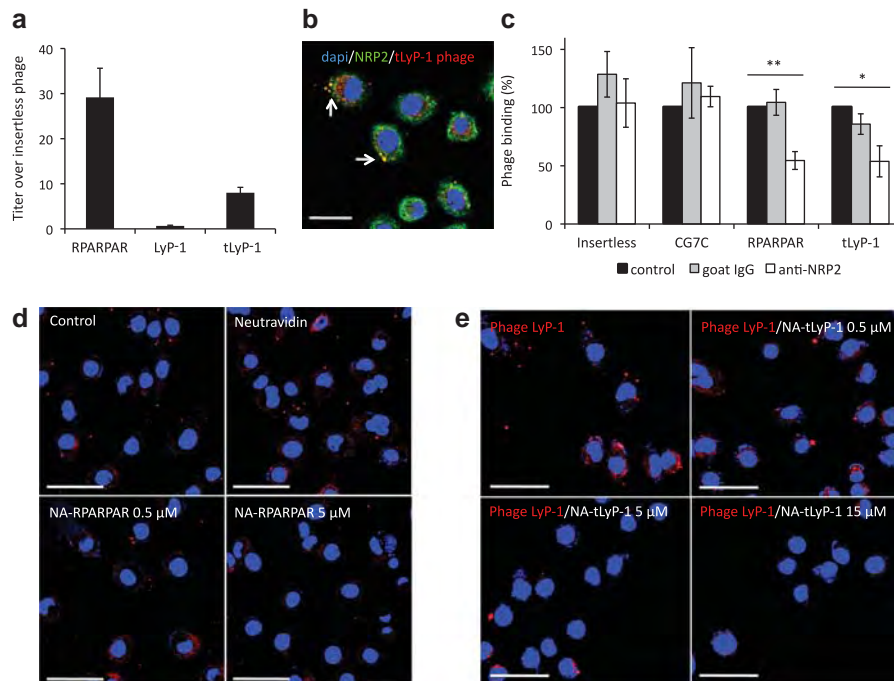 a
Titer over insertless phage
40
30
20
10
0
RPARPAR LyP-1 tLyP-1
b
dapi/NRP2/tLyP-1 phage
c
Phage binding (%)
150
100
50
0
** *
Insertless CG7C RPARPAR tLyP-1
control goat IgG anti-NRP2
d
Control Neutravidin
NA-RPARPAR 0.5 µM NA-RPARPAR 5 µM
e
Phage LyP-1 Phage LyP-1/NA-tLyP-1 0.5 µM
Phage LyP-1/NA-tLyP-1 5 µM Phage LyP-1/NA-tLyP-1 15 µM